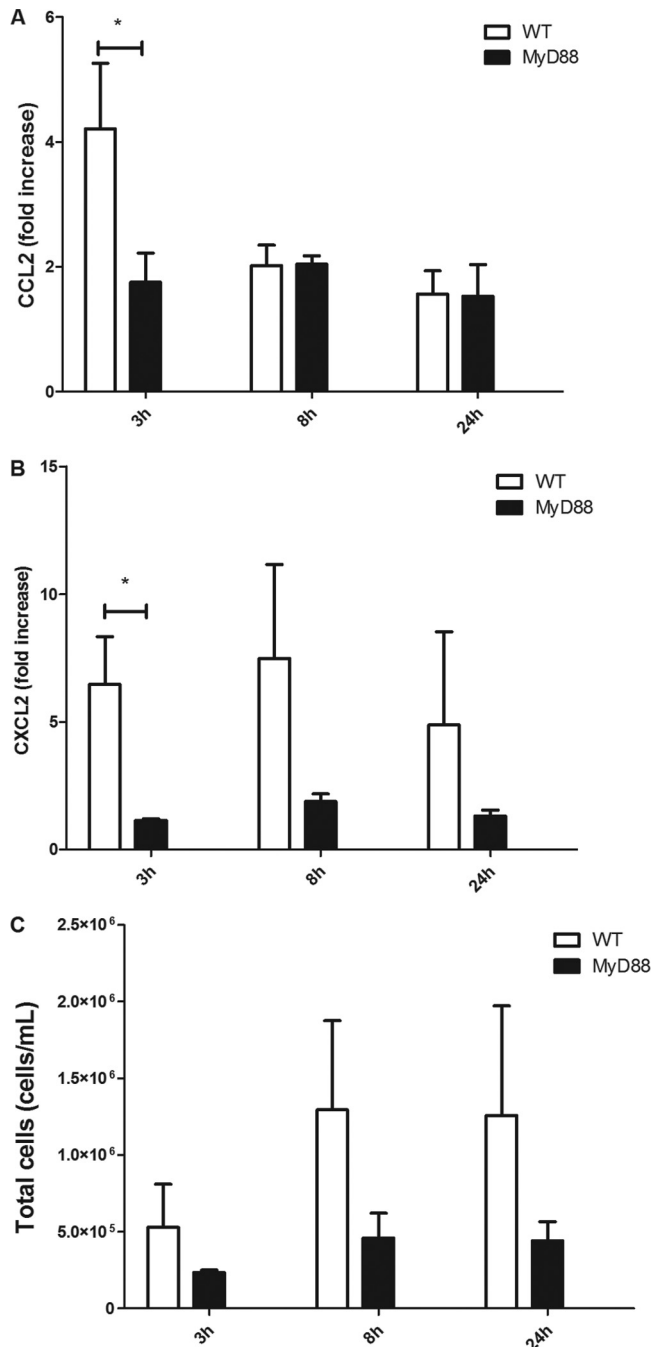 A
6
*
WT
MyD88
4
CCL2 (fold increase)
2
0
3h
8h
24h
B
15
WT
MyD88
10
*
CXCL2 (fold increase)
5
0
3h
8h
24h
C
2.5×10⁶
WT
MyD88
2.0×10⁶
1.5×10⁶
Total cells (cells/mL)
1.0×10⁶
5.0×10⁵
0
3h
8h
24h